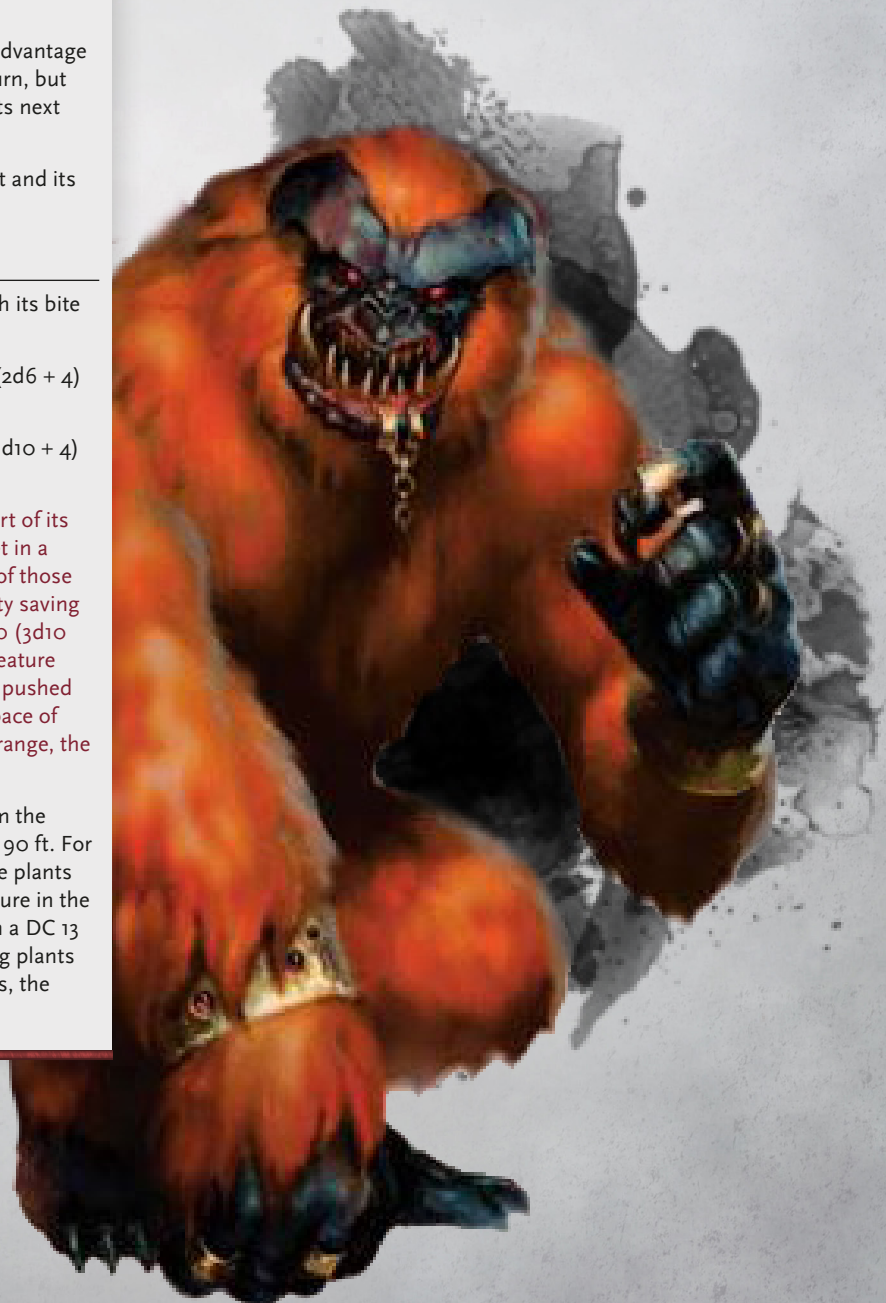 dvantage
urn, but
ts next
t and its
h its bite
(2d6 + 4)
d10 + 4)
rt of its
t in a
of those
ty saving
0 (3d10
eature
pushed
pace of
range, the
n the
90 ft. For
e plants
ure in the
n a DC 13
g plants
s, the